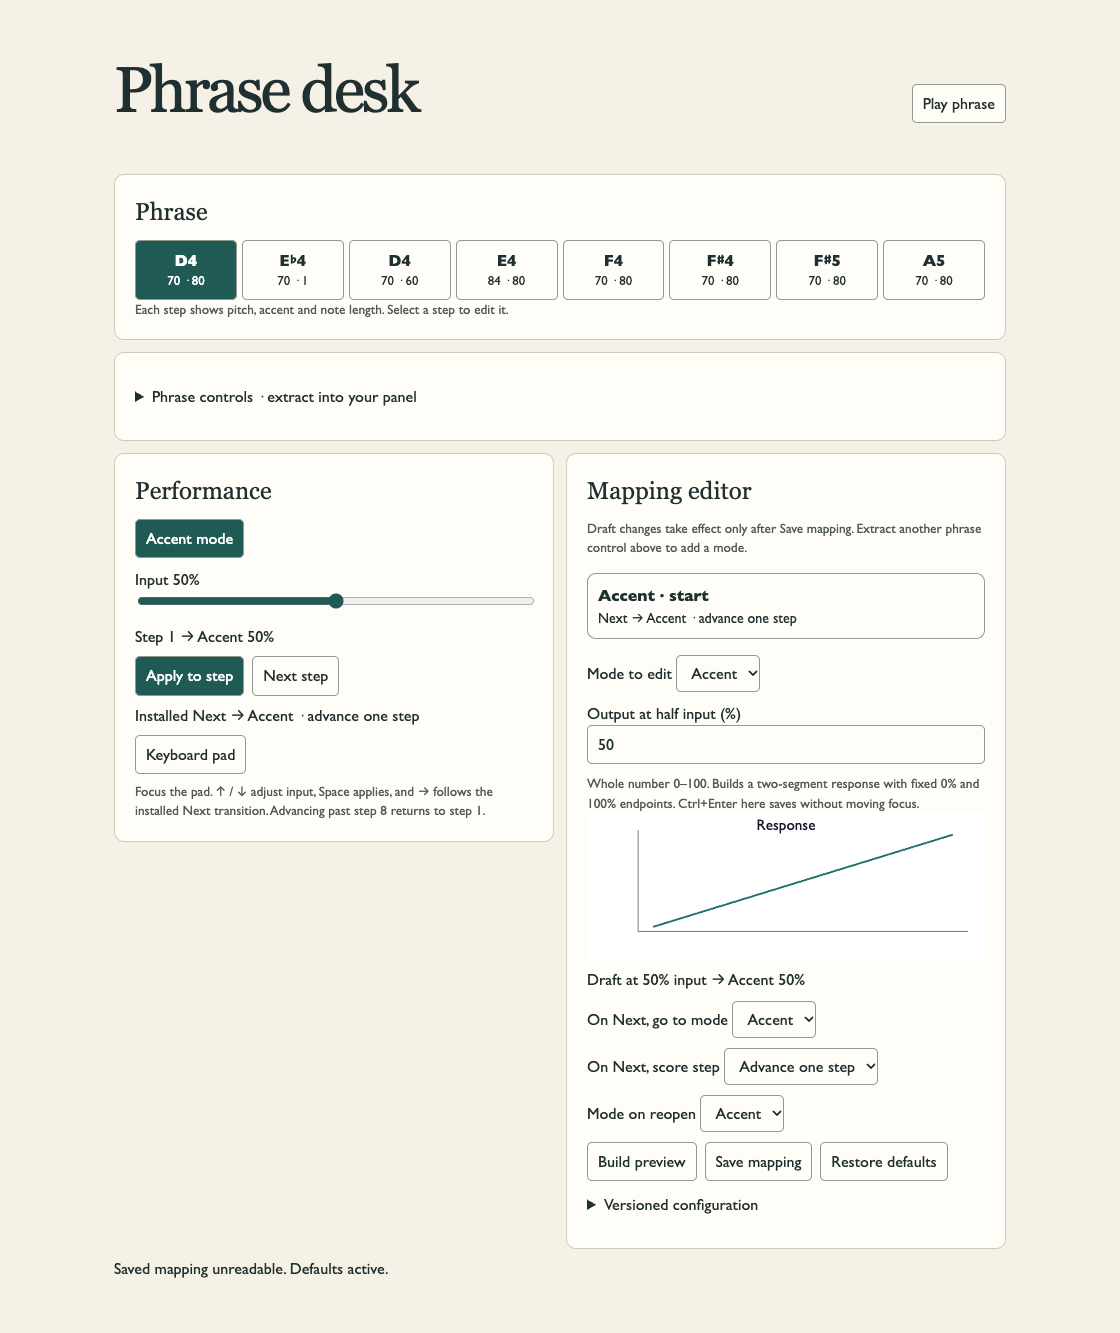 Phrase desk
Play phrase
Phrase
D4
70 · 80
E♭4
70 · 1
D4
70 · 60
E4
84 · 80
F4
70 · 80
F♯4
70 · 80
F♯5
70 · 80
A5
70 · 80
Each step shows pitch, accent and note length. Select a step to edit it.
Phrase controls · extract into your panel
Performance
Accent mode
Input 50%
Step 1 → Accent 50%
Apply to step
Next step
Installed Next → Accent · advance one step
Keyboard pad
Focus the pad. ↑ / ↓ adjust input, Space applies, and → follows the
installed Next transition. Advancing past step 8 returns to step 1.
Mapping editor
Draft changes take effect only after Save mapping. Extract another phrase
control above to add a mode.
Accent · start
Next → Accent · advance one step
Mode to edit Accent
Output at half input (%)
50
Whole number 0–100. Builds a two-segment response with fixed 0% and
100% endpoints. Ctrl+Enter here saves without moving focus.
Response
Draft at 50% input → Accent 50%
On Next, go to mode Accent
On Next, score step Advance one step
Mode on reopen Accent
Build preview
Save mapping
Restore defaults
Versioned configuration
Saved mapping unreadable. Defaults active.